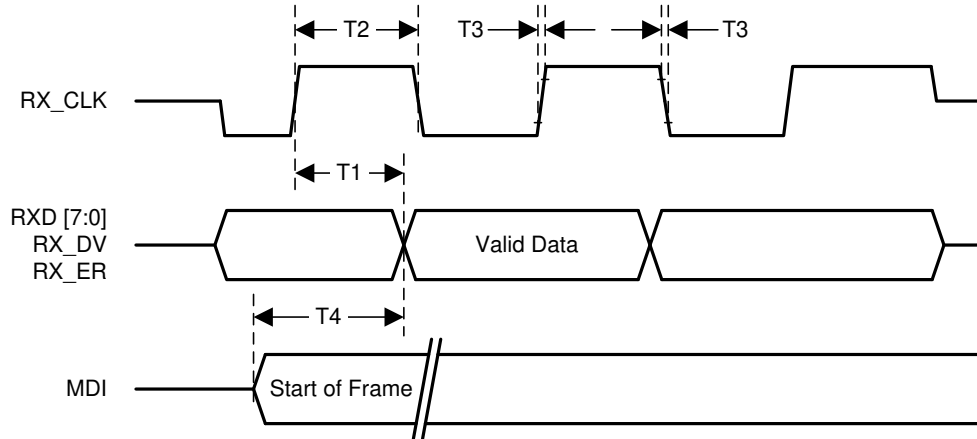 T2
T3
T3
RX_CLK
T1
RXD [7:0]
RX_DV
RX_ER
Valid Data
T4
MDI
Start of Frame